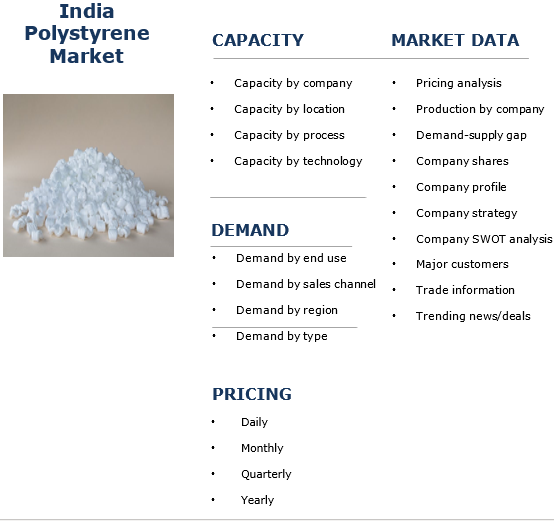 India
Polystyrene
Market
CAPACITY
• Capacity by company
• Capacity by location
• Capacity by process
• Capacity by technology
DEMAND
• Demand by end use
• Demand by sales channel
• Demand by region
• Demand by type
PRICING
• Daily
• Monthly
• Quarterly
• Yearly
MARKET DATA
• Pricing analysis
• Production by company
• Demand-supply gap
• Company shares
• Company profile
• Company strategy
• Company SWOT analysis
• Major customers
• Trade information
• Trending news/deals